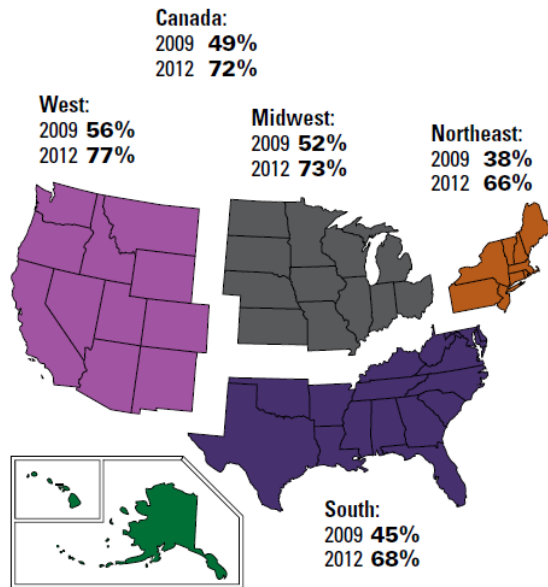 Canada:
2009 49%
2012 72%
West:
2009 56%
2012 77%
Midwest:
2009 52%
2012 73%
Northeast:
2009 38%
2012 66%
South:
2009 45%
2012 68%